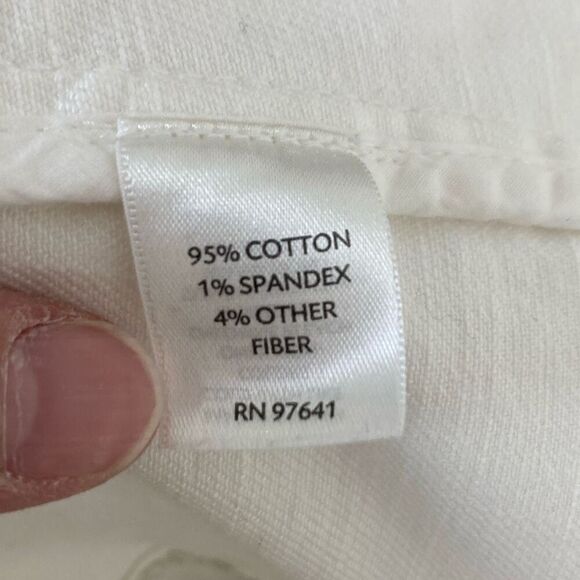 95% COTTON
1% SPANDEX
4% OTHER
FIBER
RN 97641